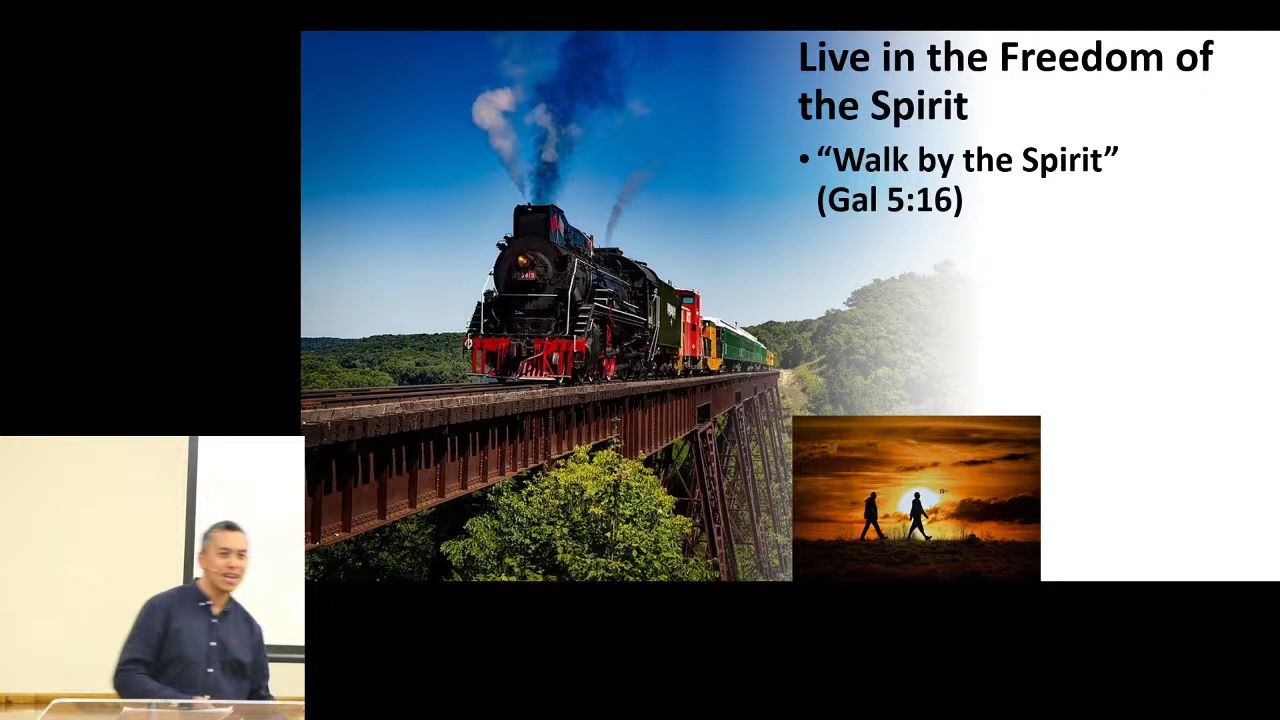 Live in the Freedom of
the Spirit
• “Walk by the Spirit”
(Gal 5:16)